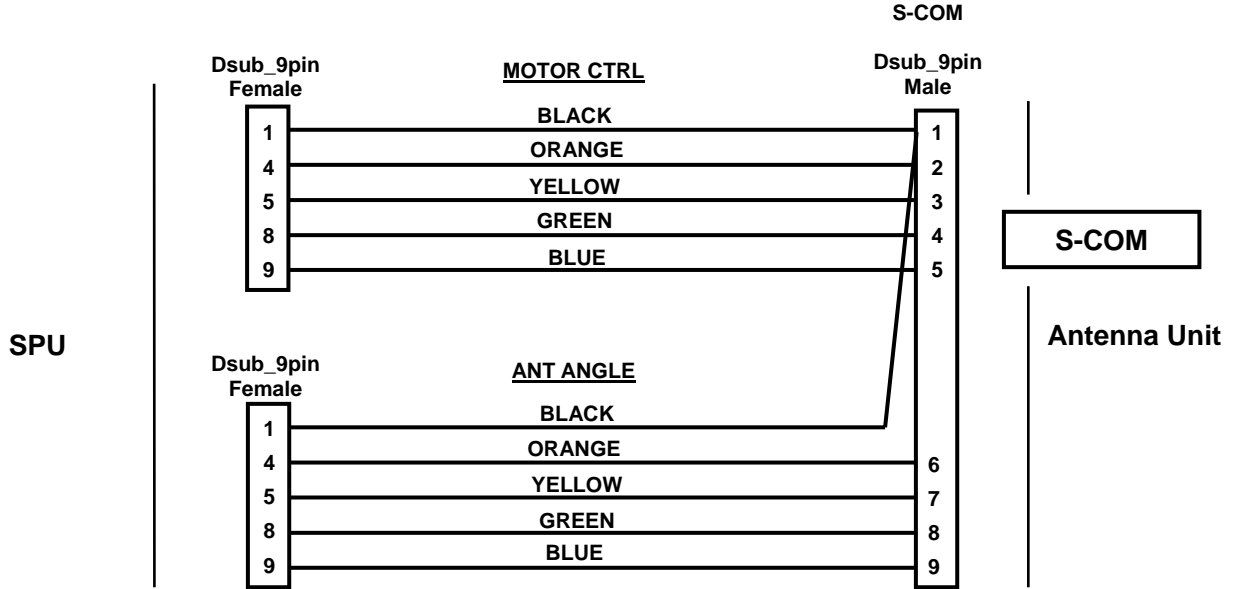 S-COM
Dsub_9pin
Female
MOTOR CTRL
Dsub_9pin
Male
BLACK
1
1
ORANGE
4
2
YELLOW
5
3
GREEN
8
4
BLUE
9
5
S-COM
SPU
Antenna Unit
Dsub_9pin
Female
ANT ANGLE
BLACK
1
ORANGE
4
6
YELLOW
5
7
GREEN
8
8
BLUE
9
9